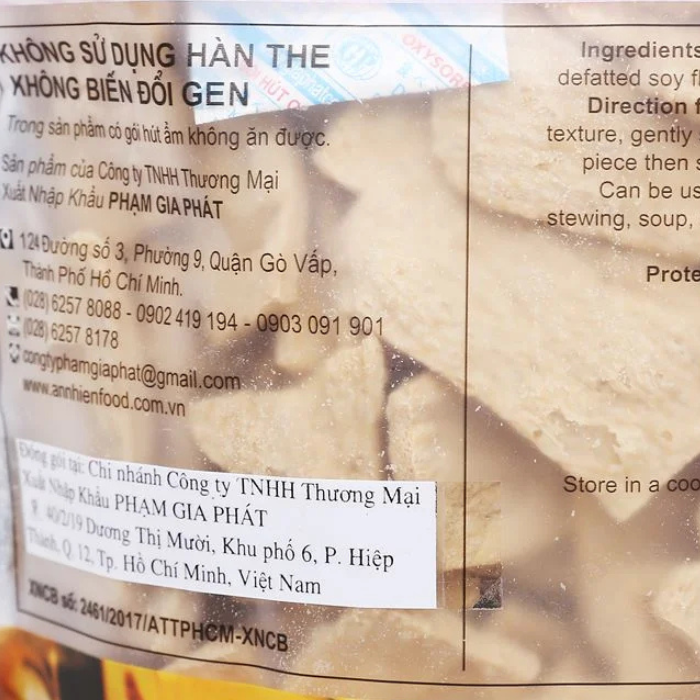 KHÔNG SỬ DỤNG HÀN THE
KHÔNG BIẾN ĐỔI GEN
Trong sản phẩm có gói hút ẩm không ăn được.
Sản phẩm của Công ty TNHH Thương Mại
Xuất Nhập Khẩu PHẠM GIA PHÁT
124 Đường số 3, Phường 9, Quận Gò Vấp,
Thành Phố Hồ Chí Minh.
(028) 6257 8088 - 0902 419 194 - 0903 091 901
(028) 6257 8178
congtyphamgiaphat@gmail.com
www.annhienfood.com.vn
Đóng gói tại: Chi nhánh Công ty TNHH Thương Mại
Xuất Nhập Khẩu PHẠM GIA PHÁT
40/2/19 Dương Thị Mười, Khu phố 6, P. Hiệp
Thành, Q. 12, Tp. Hồ Chí Minh, Việt Nam
XNCB số: 2461/2017/ATTPHCM-XNCB
OXYSOR
HÚT
Ingredients
defatted soy f
Direction
texture, gently
piece then s
Can be us
stewing, soup,
Prote
Store in a coo